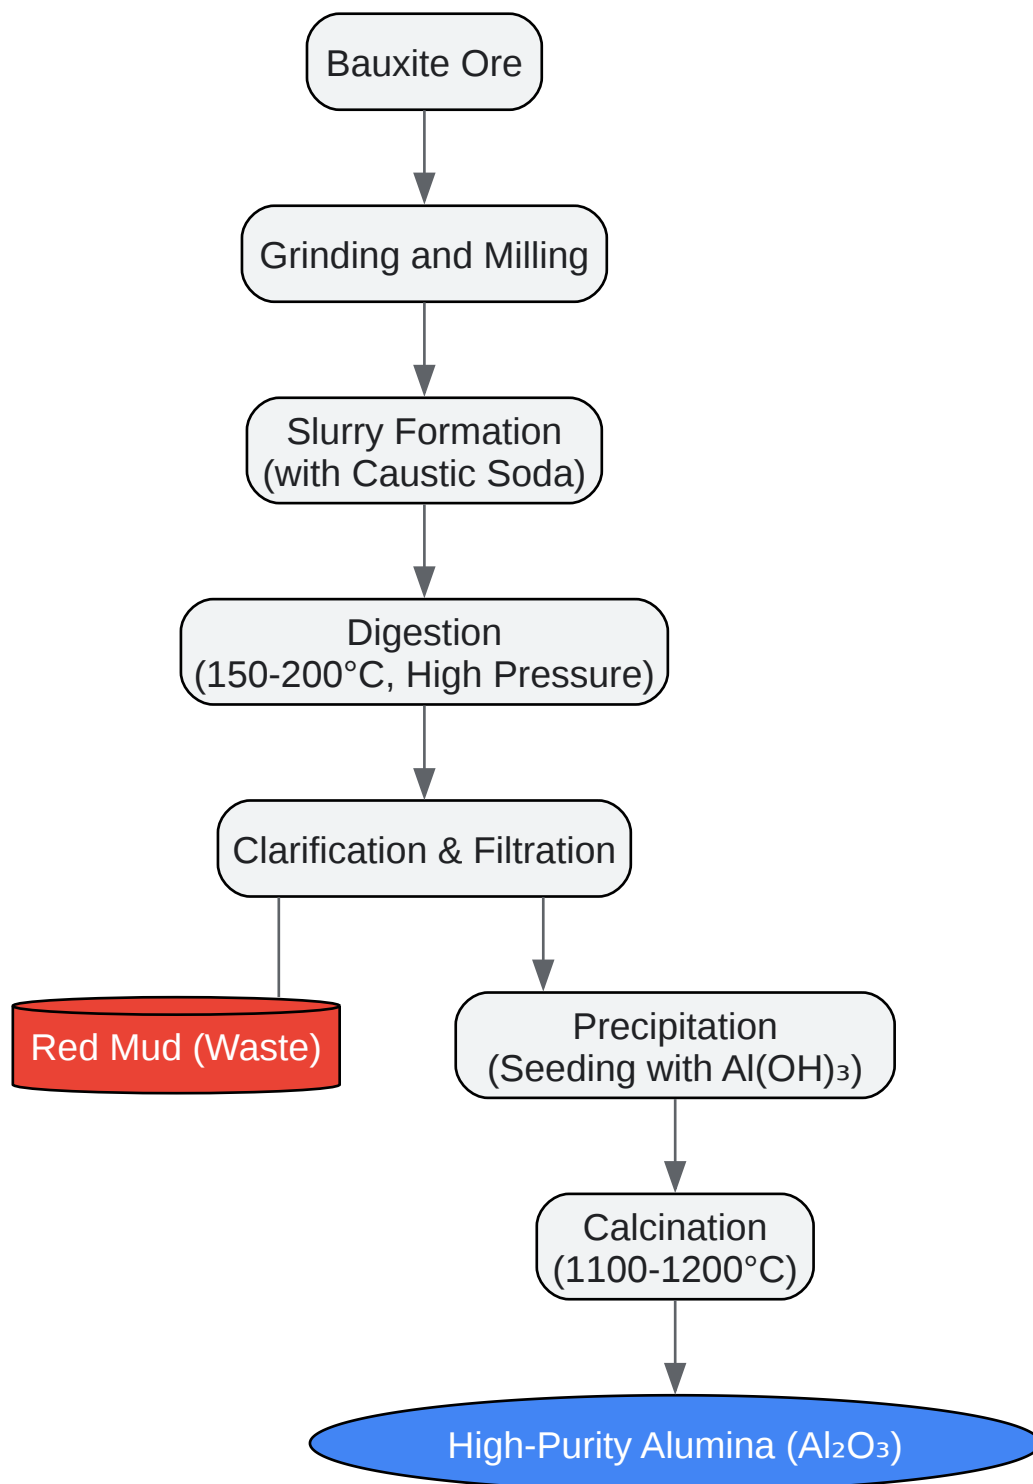 Bauxite Ore
Grinding and Milling
Slurry Formation
(with Caustic Soda)
Digestion
(150-200°C, High Pressure)
Clarification & Filtration
Red Mud (Waste)
Precipitation
(Seeding with Al(OH)₃)
Calcination
(1100-1200°C)
High-Purity Alumina (Al₂O₃)